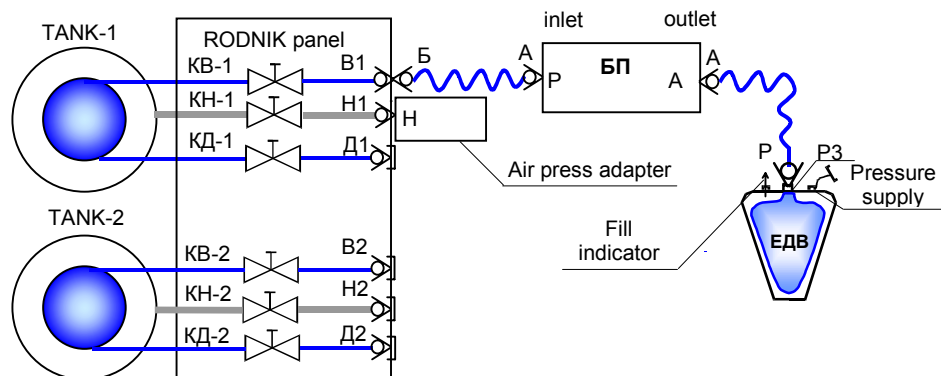 inlet
outlet
TANK-1
RODNIK panel
КВ-1
В1
Б
А
Р
БП
А
А
КН-1
Н1
Н
КД-1
Д1
Air press adapter
Р
РЗ
Pressure
supply
TANK-2
Fill
indicator
ЕДВ
КВ-2
В2
КН-2
Н2
КД-2
Д2